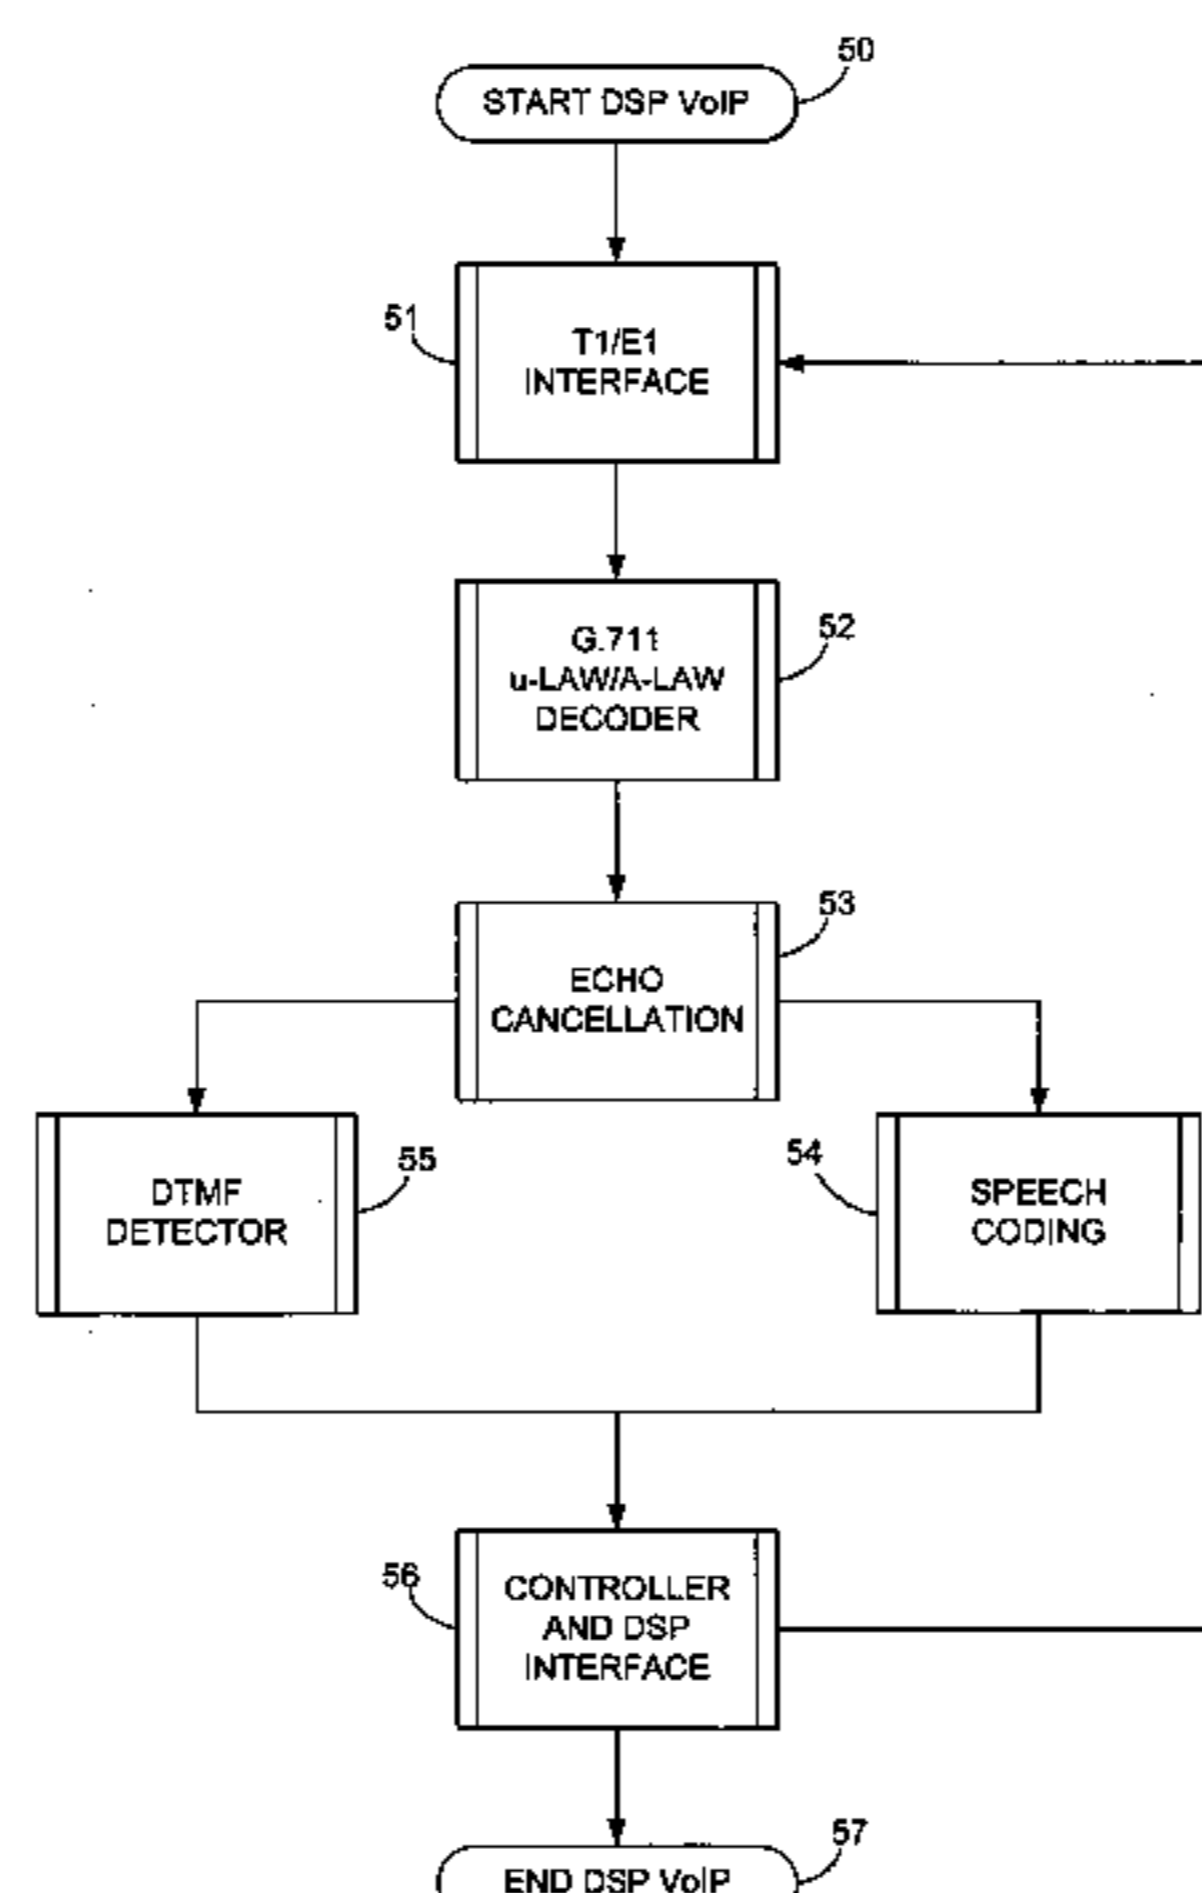 50
START DSP VoIP
51
T1/E1
INTERFACE
G.711
u-LAW/A-LAW
DECODER
52
53
ECHO
CANCELLATION
DTMF
DETECTOR
55
54
SPEECH
CODING
56
CONTROLLER
AND DSP
INTERFACE
57
END DSP VoIP